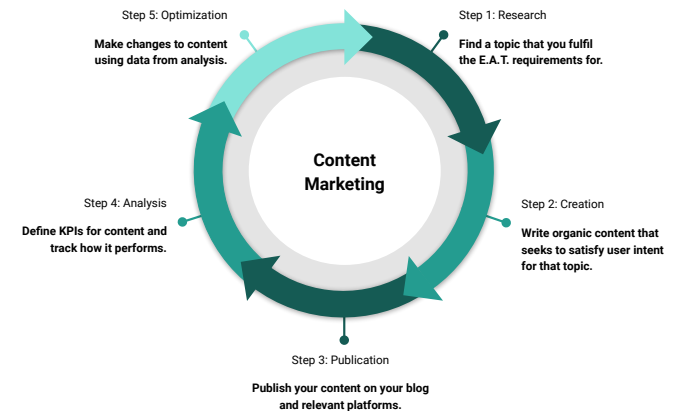 Content
Marketing
Step 1: Research
Find a topic that you fulfil
the E.A.T. requirements for.
Step 2: Creation
Write organic content that
seeks to satisfy user intent
for that topic.
Step 3: Publication
Publish your content on your blog
and relevant platforms.
Step 4: Analysis
Define KPIs for content and
track how it performs.
Step 5: Optimization
Make changes to content
using data from analysis.